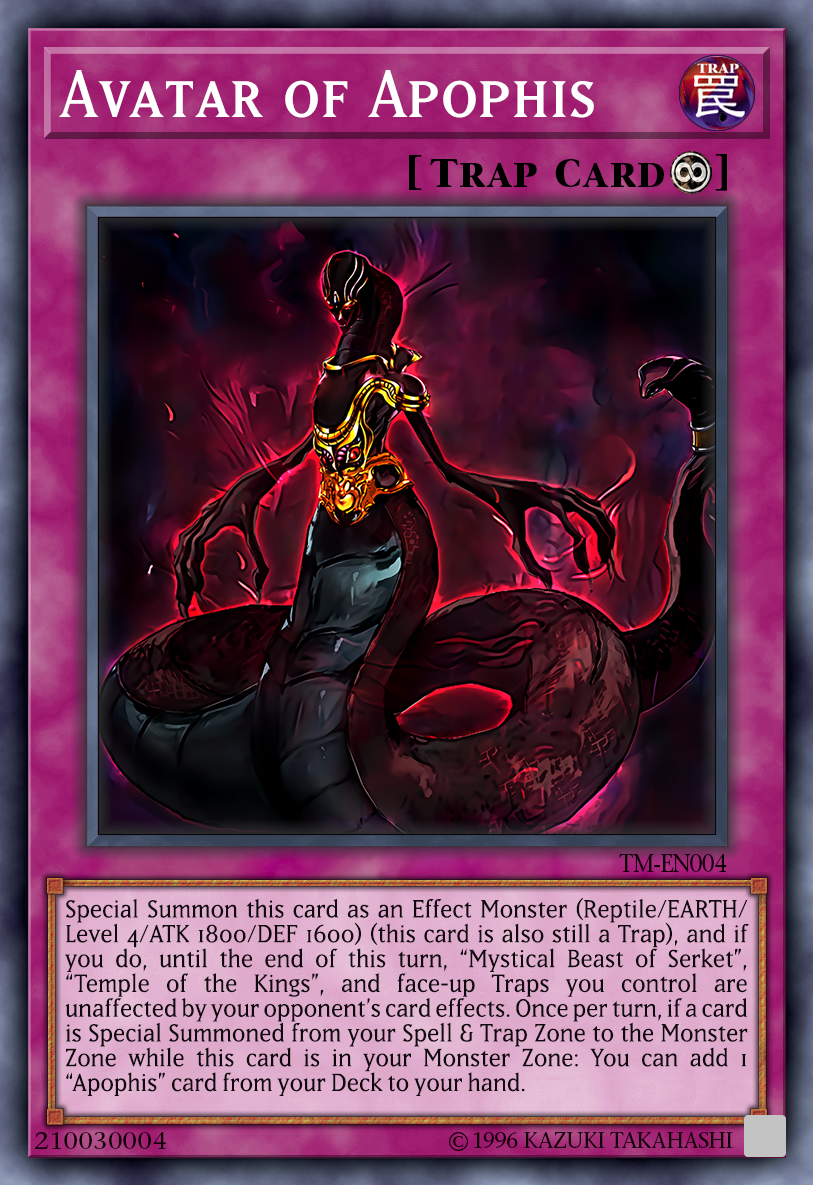 Avatar of Apophis
TRAP
罠
[Trap Card∞]
TM-EN004
Special Summon this card as an Effect Monster (Reptile/EARTH/
Level 4/ATK 1800/DEF 1600) (this card is also still a Trap), and if
you do, until the end of this turn, “Mystical Beast of Serket”,
“Temple of the Kings”, and face-up Traps you control are
unaffected by your opponent’s card effects. Once per turn, if a card
is Special Summoned from your Spell & Trap Zone to the Monster
Zone while this card is in your Monster Zone: You can add 1
“Apophis” card from your Deck to your hand.
210030004
© 1996 KAZUKI TAKAHASHI